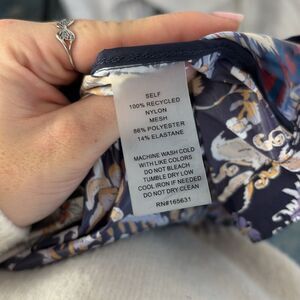 SELF
100% RECYCLED
NYLON
MESH
86% POLYESTER
14% ELASTANE
MACHINE WASH COLD
WITH LIKE COLORS
DO NOT BLEACH
TUMBLE DRY LOW
COOL IRON IF NEEDED
DO NOT DRY CLEAN
RN#165631